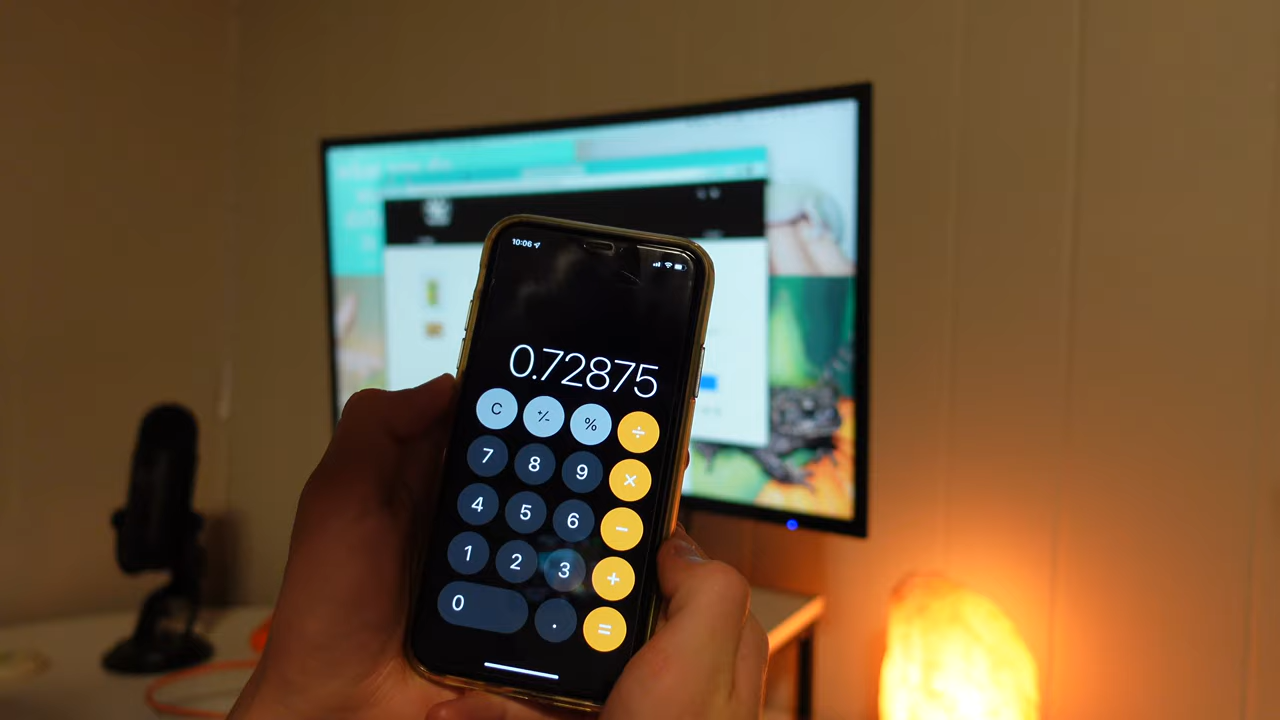 10:06
0.72875
C +/- % ÷
7 8 9 ×
4 5 6 −
1 2 3 +
0 . =